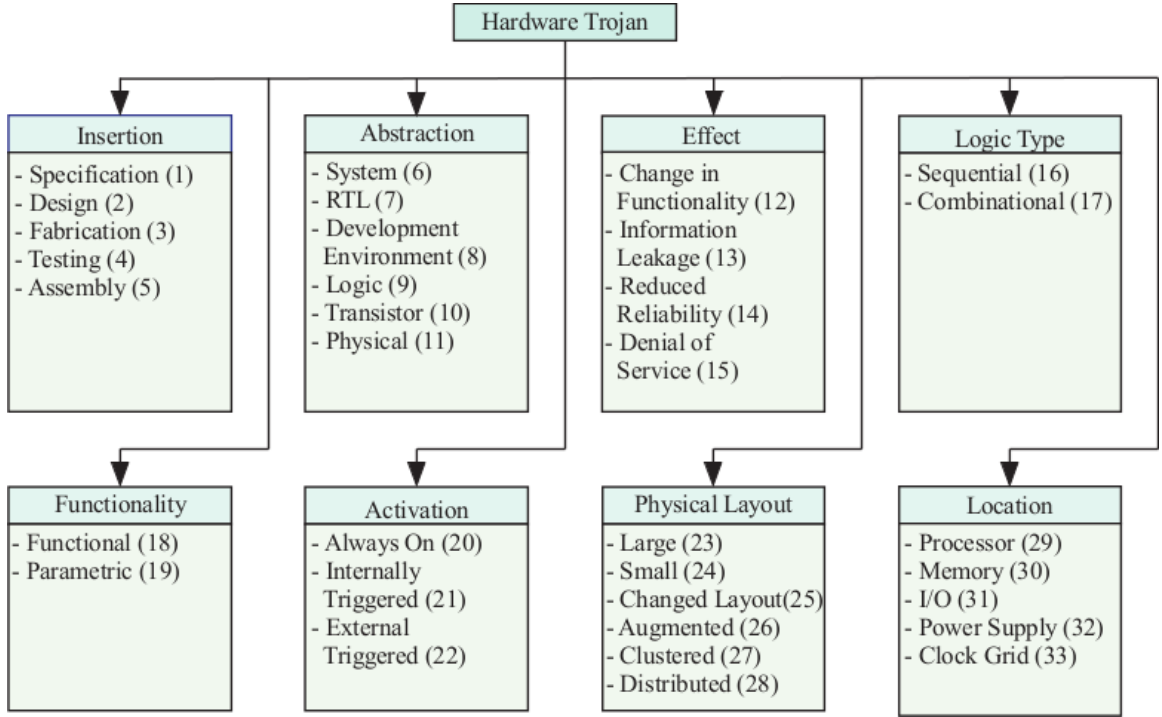 Hardware Trojan
Insertion
- Specification (1)
- Design (2)
- Fabrication (3)
- Testing (4)
- Assembly (5)
Abstraction
- System (6)
- RTL (7)
- Development
Environment (8)
- Logic (9)
- Transistor (10)
- Physical (11)
Effect
- Change in
Functionality (12)
- Information
Leakage (13)
- Reduced
Reliability (14)
- Denial of
Service (15)
Logic Type
- Sequential (16)
- Combinational (17)
Functionality
- Functional (18)
- Parametric (19)
Activation
- Always On (20)
- Internally
Triggered (21)
- External
Triggered (22)
Physical Layout
- Large (23)
- Small (24)
- Changed Layout(25)
- Augmented (26)
- Clustered (27)
- Distributed (28)
Location
- Processor (29)
- Memory (30)
- I/O (31)
- Power Supply (32)
- Clock Grid (33)